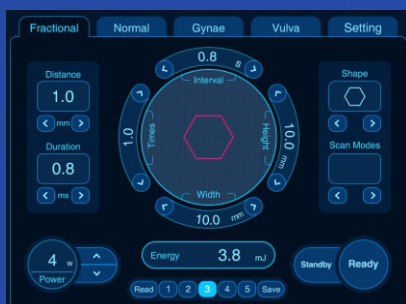 Fractional Normal Gynae Vulva Setting
0.8 s
Interval
Distance
1.0
mm
Duration
0.8
ms
1.0
Times
Height
10.0 mm
Width
10.0 mm
Shape
Scan Modes
4 w
Power
Energy 3.8 mJ
Standby Ready
Read 1 2 3 4 5 Save